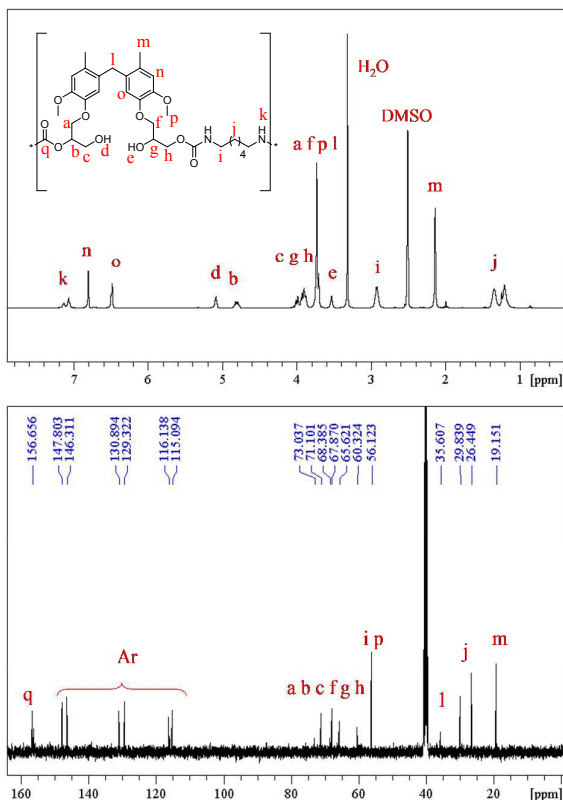 m
l
n
o
O
O
O
O
O
a
f
p
k
O
OH
q
O
b
c
d
HO
e
g
h
O
O
H
N
i
j
4
H
N
H₂O
DMSO
a f p l
m
n
o
k
d
b
c g h
e
i
j
7
6
5
4
3
2
1
[ppm]
156.656
147.803
146.311
130.894
129.322
116.138
115.094
73.037
71.101
68.385
67.870
65.621
60.324
56.123
35.607
29.839
26.449
19.151
q
Ar
a b c f g h
i p
l
j
m
160
140
120
100
80
60
40
20
[ppm]